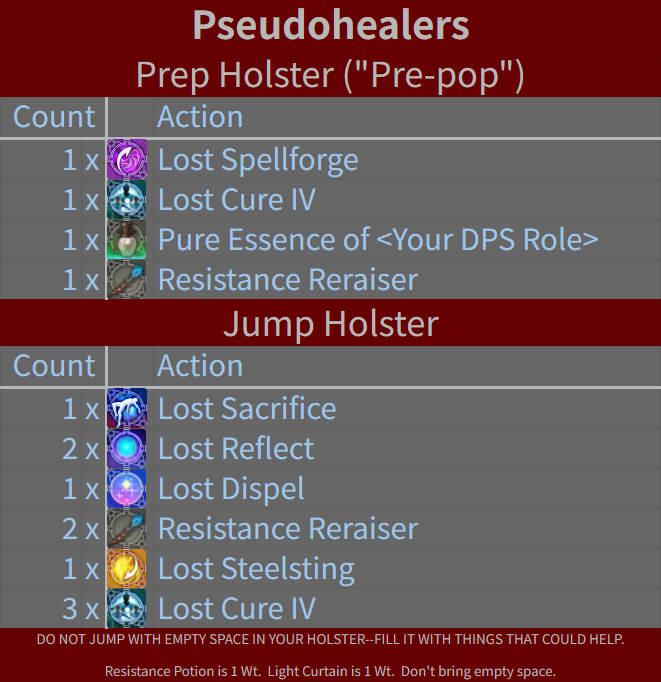 Pseudohealers
Prep Holster ("Pre-pop")
Count Action
1 x Lost Spellforge
1 x Lost Cure IV
1 x Pure Essence of <Your DPS Role>
1 x Resistance Reraiser
Jump Holster
Count Action
1 x Lost Sacrifice
2 x Lost Reflect
1 x Lost Dispel
2 x Resistance Reraiser
1 x Lost Steelsting
3 x Lost Cure IV
DO NOT JUMP WITH EMPTY SPACE IN YOUR HOLSTER--FILL IT WITH THINGS THAT COULD HELP.
Resistance Potion is 1 Wt. Light Curtain is 1 Wt. Don't bring empty space.